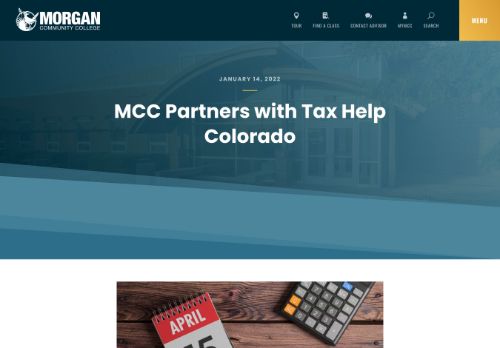 MORGAN
COMMUNITY COLLEGE
TOUR
FIND A CLASS
CONTACT ADVISOR
MYMCC
SEARCH
MENU
JANUARY 14, 2022
MCC Partners with Tax Help
Colorado
APRIL
15